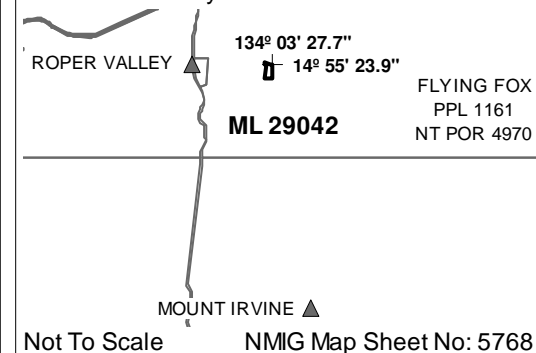 134º 03' 27.7"
ROPER VALLEY
14º 55' 23.9"
FLYING FOX
PPL 1161
NT POR 4970
ML 29042
MOUNT IRVINE
Not To Scale
NMIG Map Sheet No: 5768